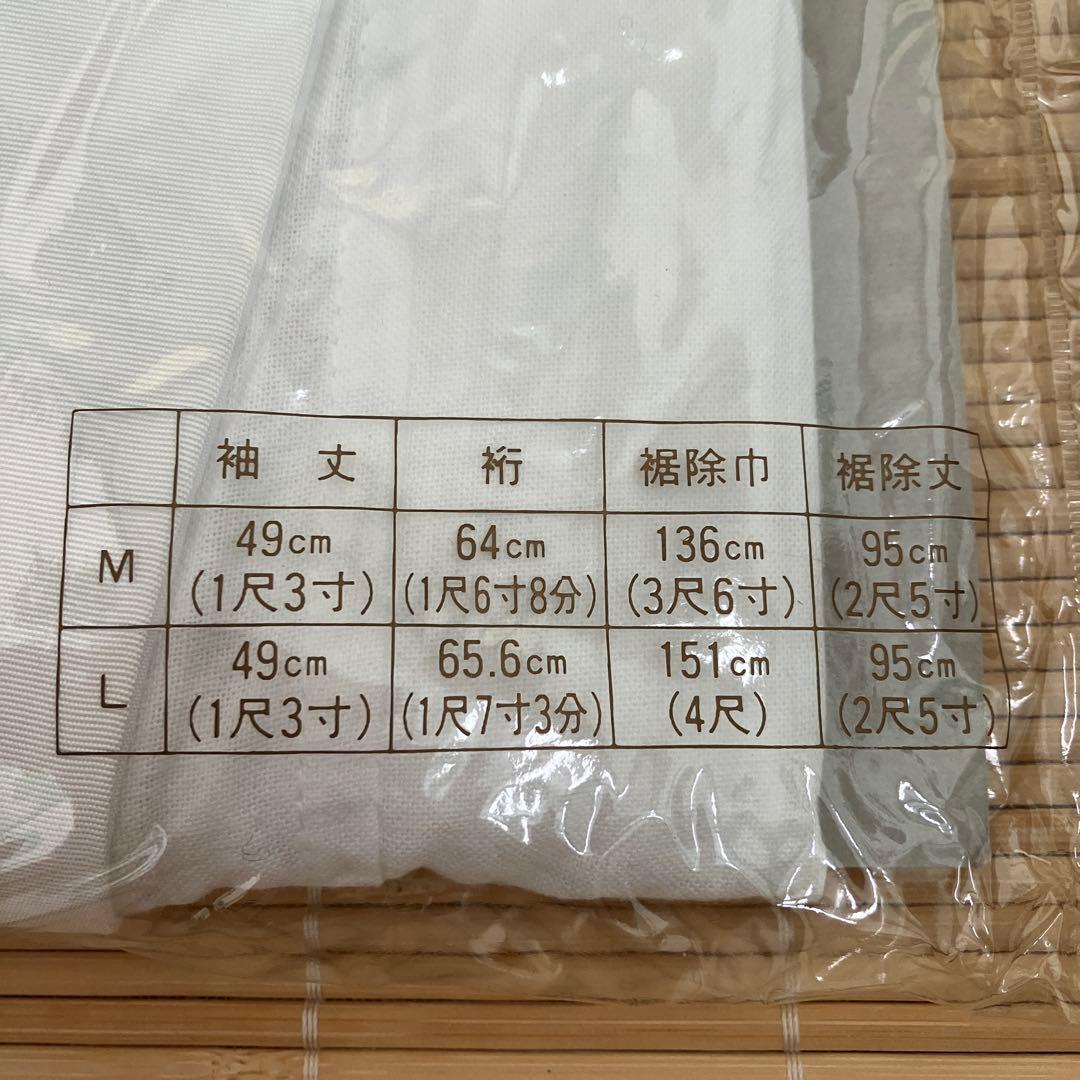 袖 丈 裄 裾除巾 裾除丈
M 49cm 64cm 136cm 95cm
(1尺3寸) (1尺6寸8分) (3尺6寸) (2尺5寸)
L 49cm 65.6cm 151cm 95cm
(1尺3寸) (1尺7寸3分) (4尺) (2尺5寸)